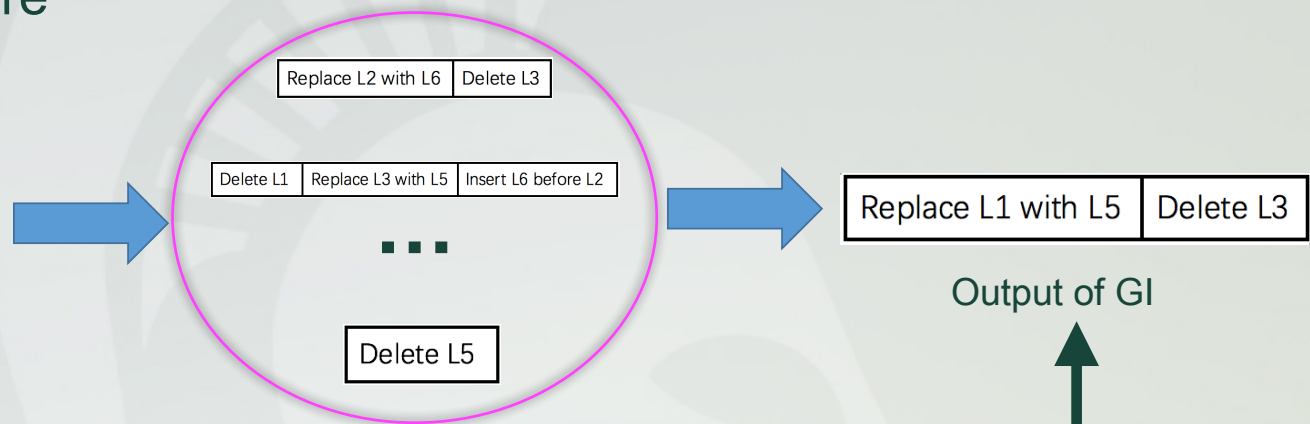 re
Replace L2 with L6 Delete L3
Delete L1 Replace L3 with L5 Insert L6 before L2
...
Delete L5
Replace L1 with L5 Delete L3
Output of GI